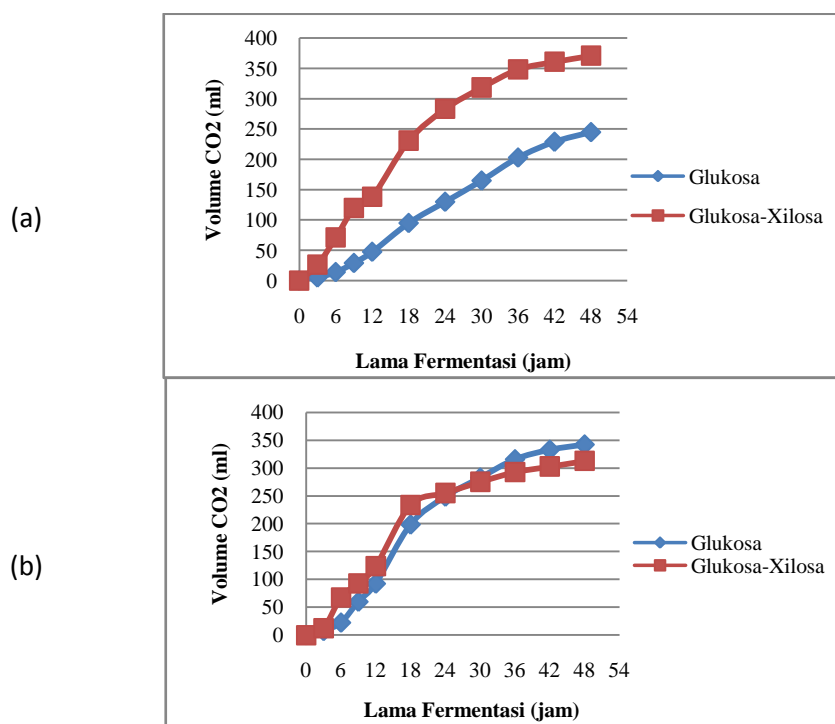 (a)
400
350
300
250
200
150
100
50
0
Volume CO2 (ml)
0 6 12 18 24 30 36 42 48 54
Lama Fermentasi (jam)
Glukosa
Glukosa-Xilosa
(b)
400
350
300
250
200
150
100
50
0
Volume CO2 (ml)
0 6 12 18 24 30 36 42 48 54
Lama Fermentasi (jam)
Glukosa
Glukosa-Xilosa